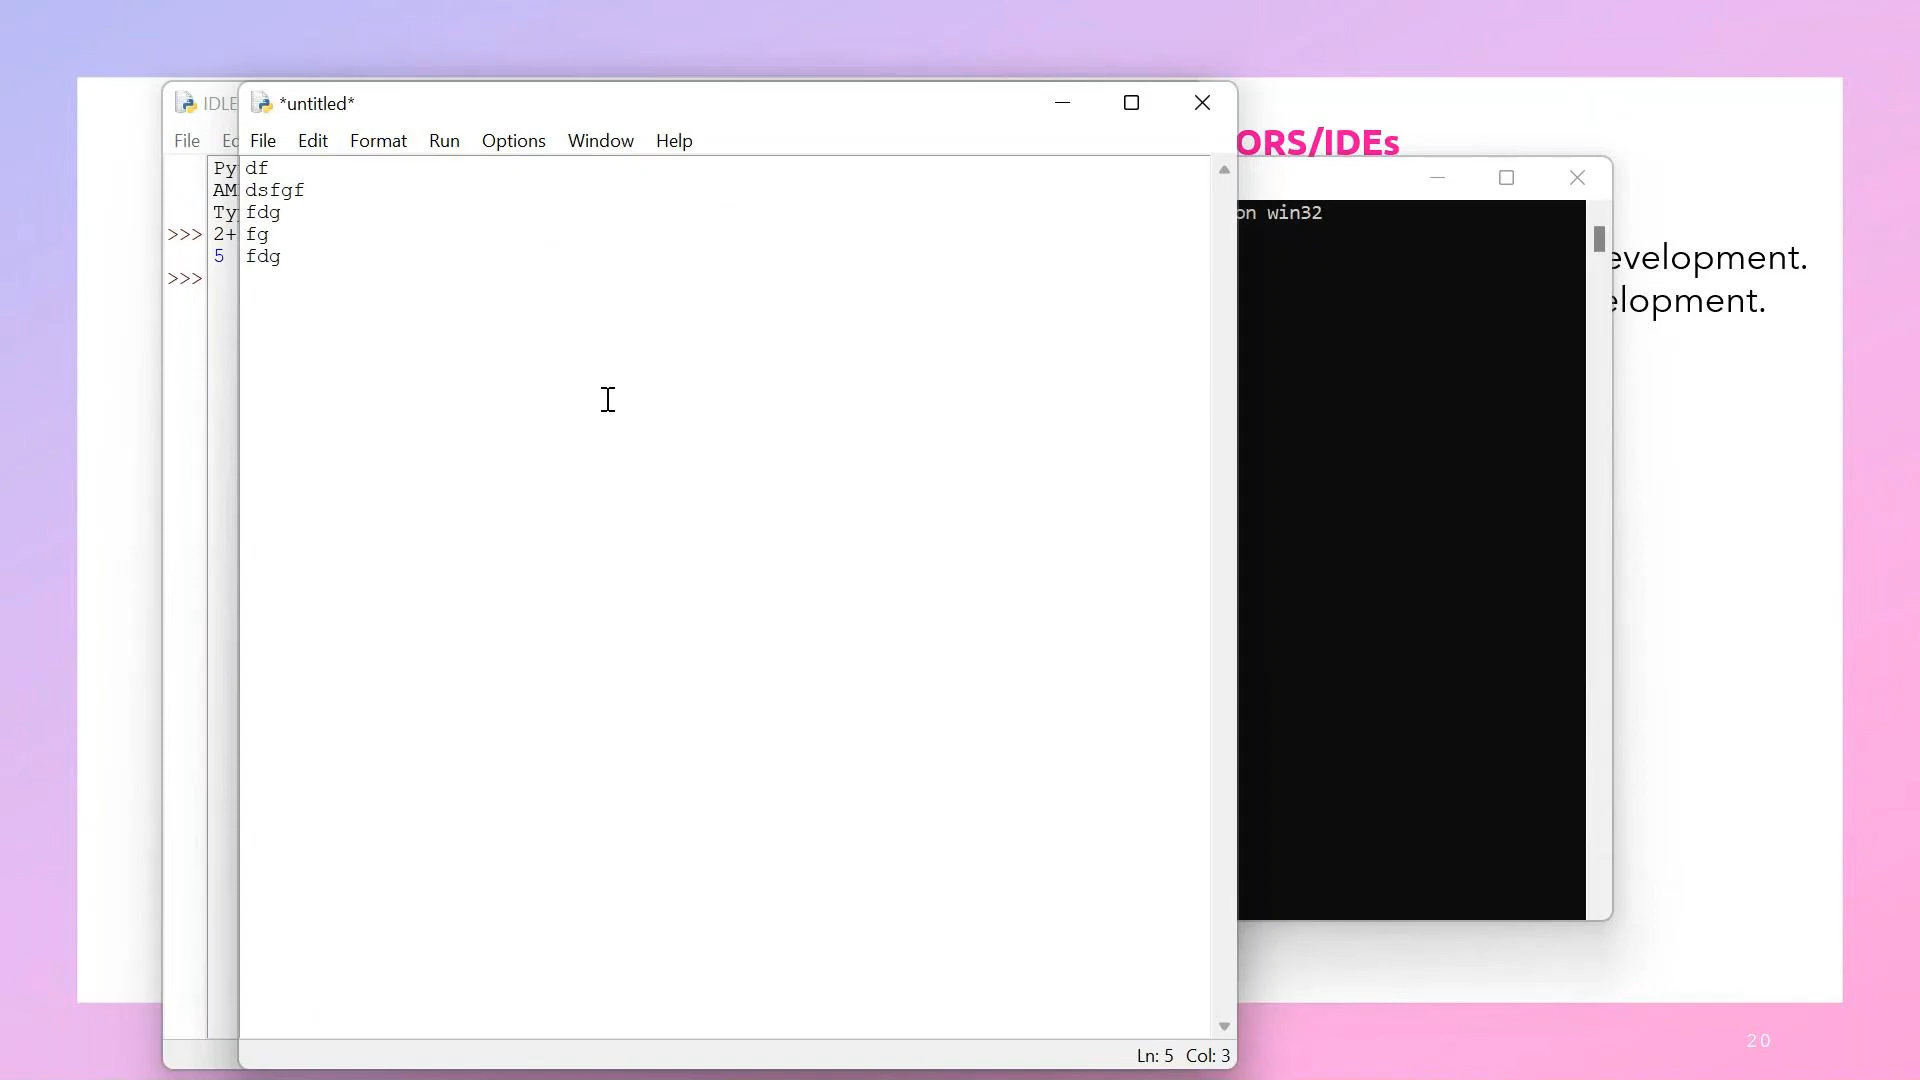 IDLE
File
Py
AM
Ty
>>> 2+
5
>>>
*untitled*
File Edit Format Run Options Window Help
df
dsfgf
fdg
fg
fdg
Ln: 5 Col: 3
ORS/IDEs
on win32
evelopment.
elopment.
20